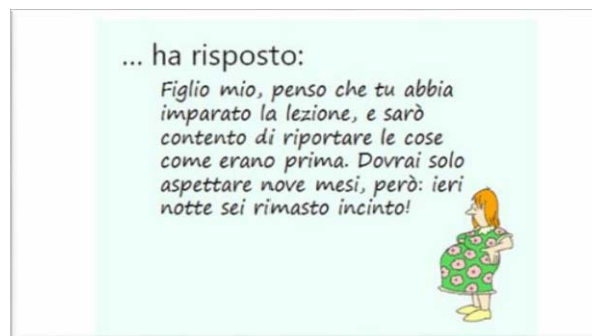 ... ha risposto:
Figlio mio, penso che tu abbia
imparato la lezione, e sarò
contento di riportare le cose
come erano prima. Dovrai solo
aspettare nove mesi, però: ieri
notte sei rimasto incinto!